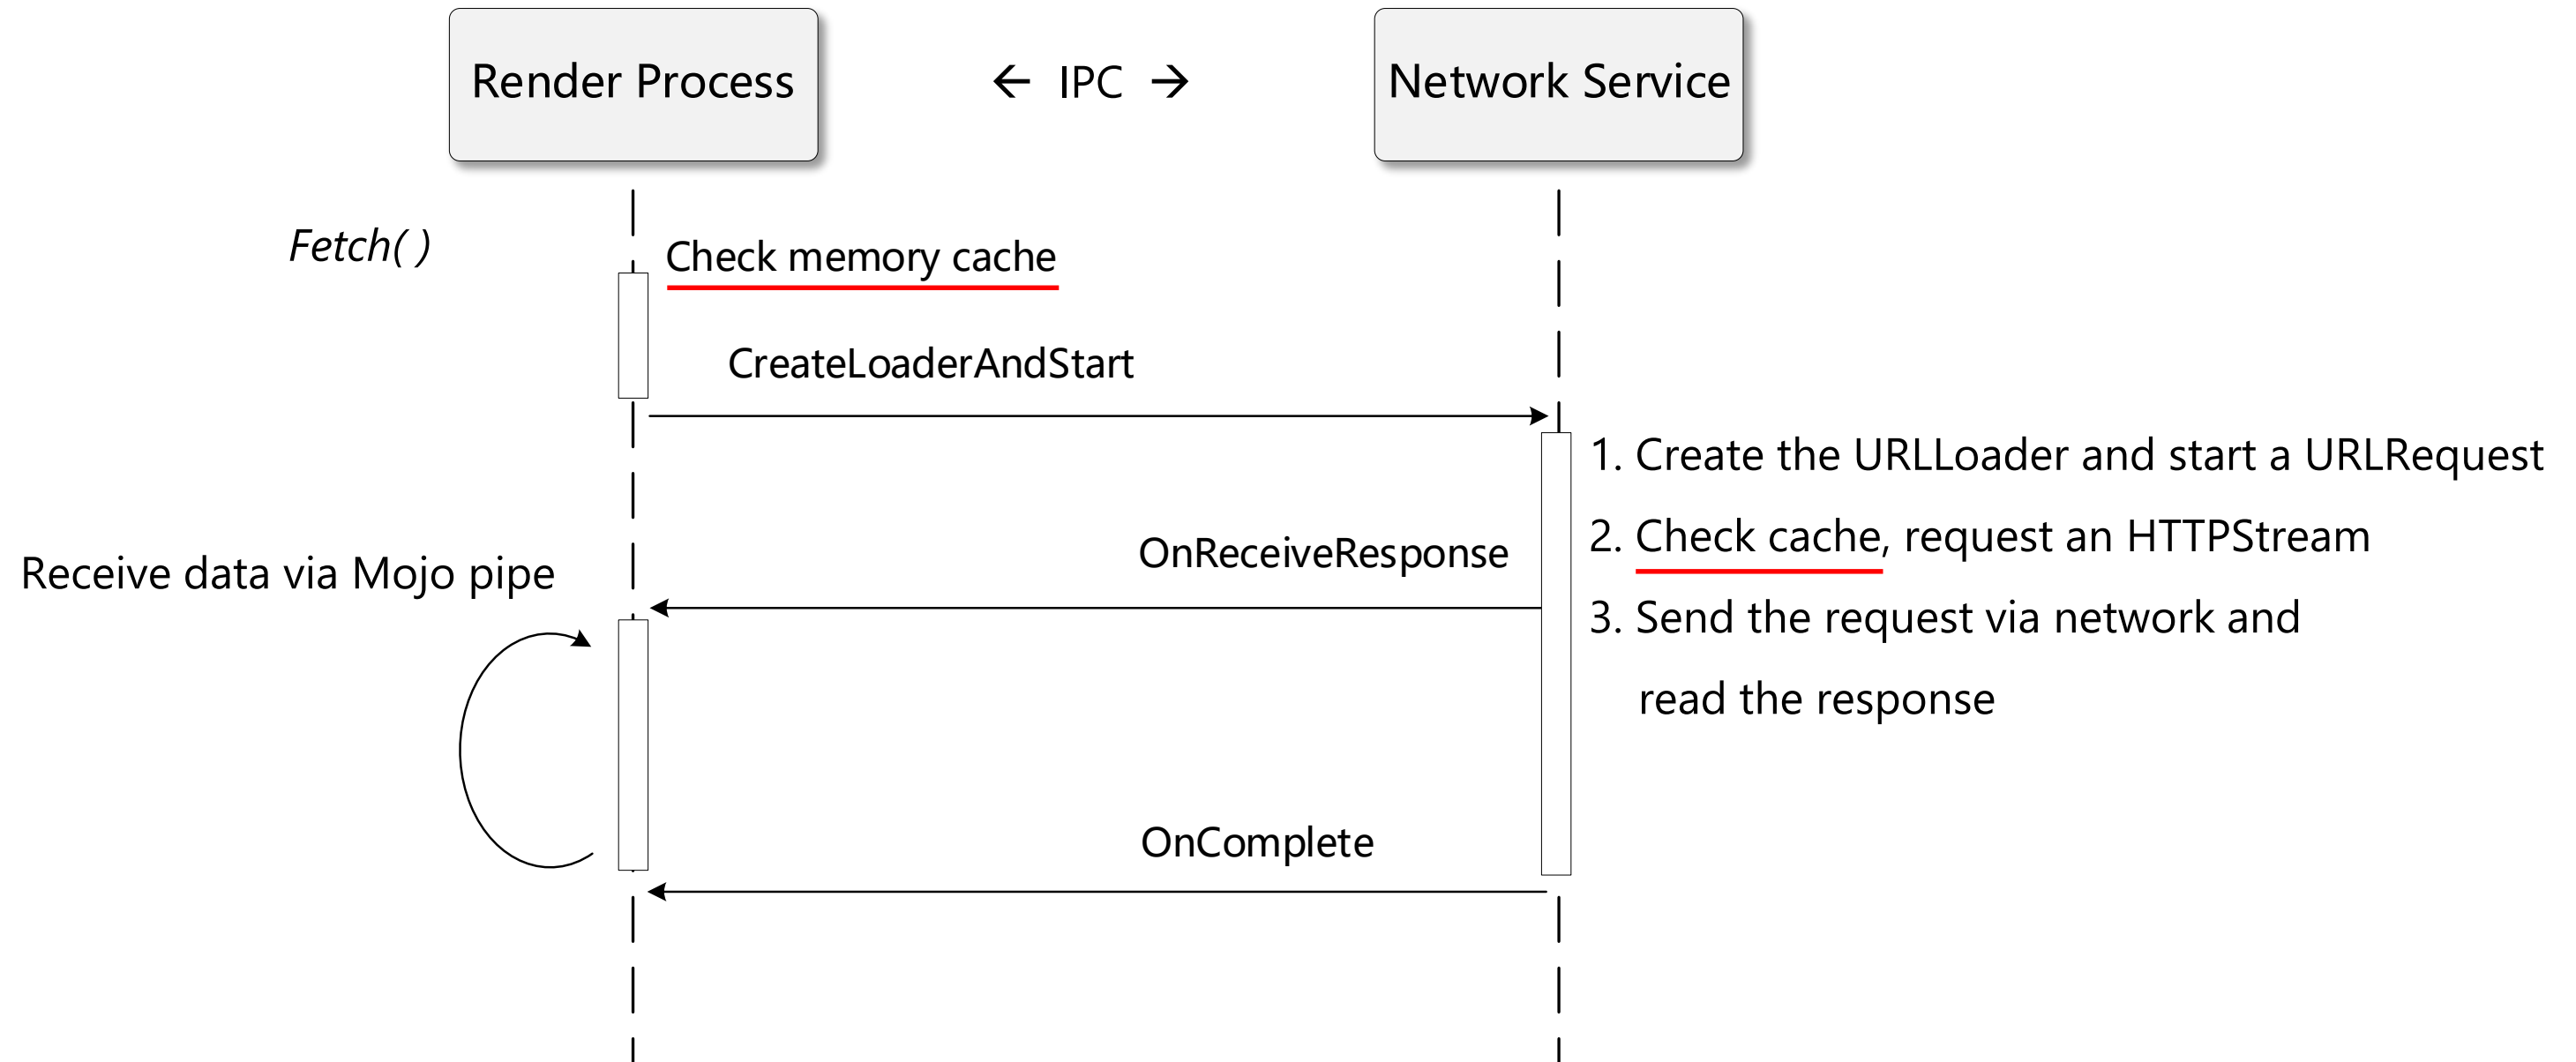 Render Process
← IPC →
Network Service
Fetch( )
Check memory cache
CreateLoaderAndStart
1. Create the URLLoader and start a URLRequest
2. Check cache, request an HTTPStream
3. Send the request via network and
read the response
OnReceiveResponse
Receive data via Mojo pipe
OnComplete